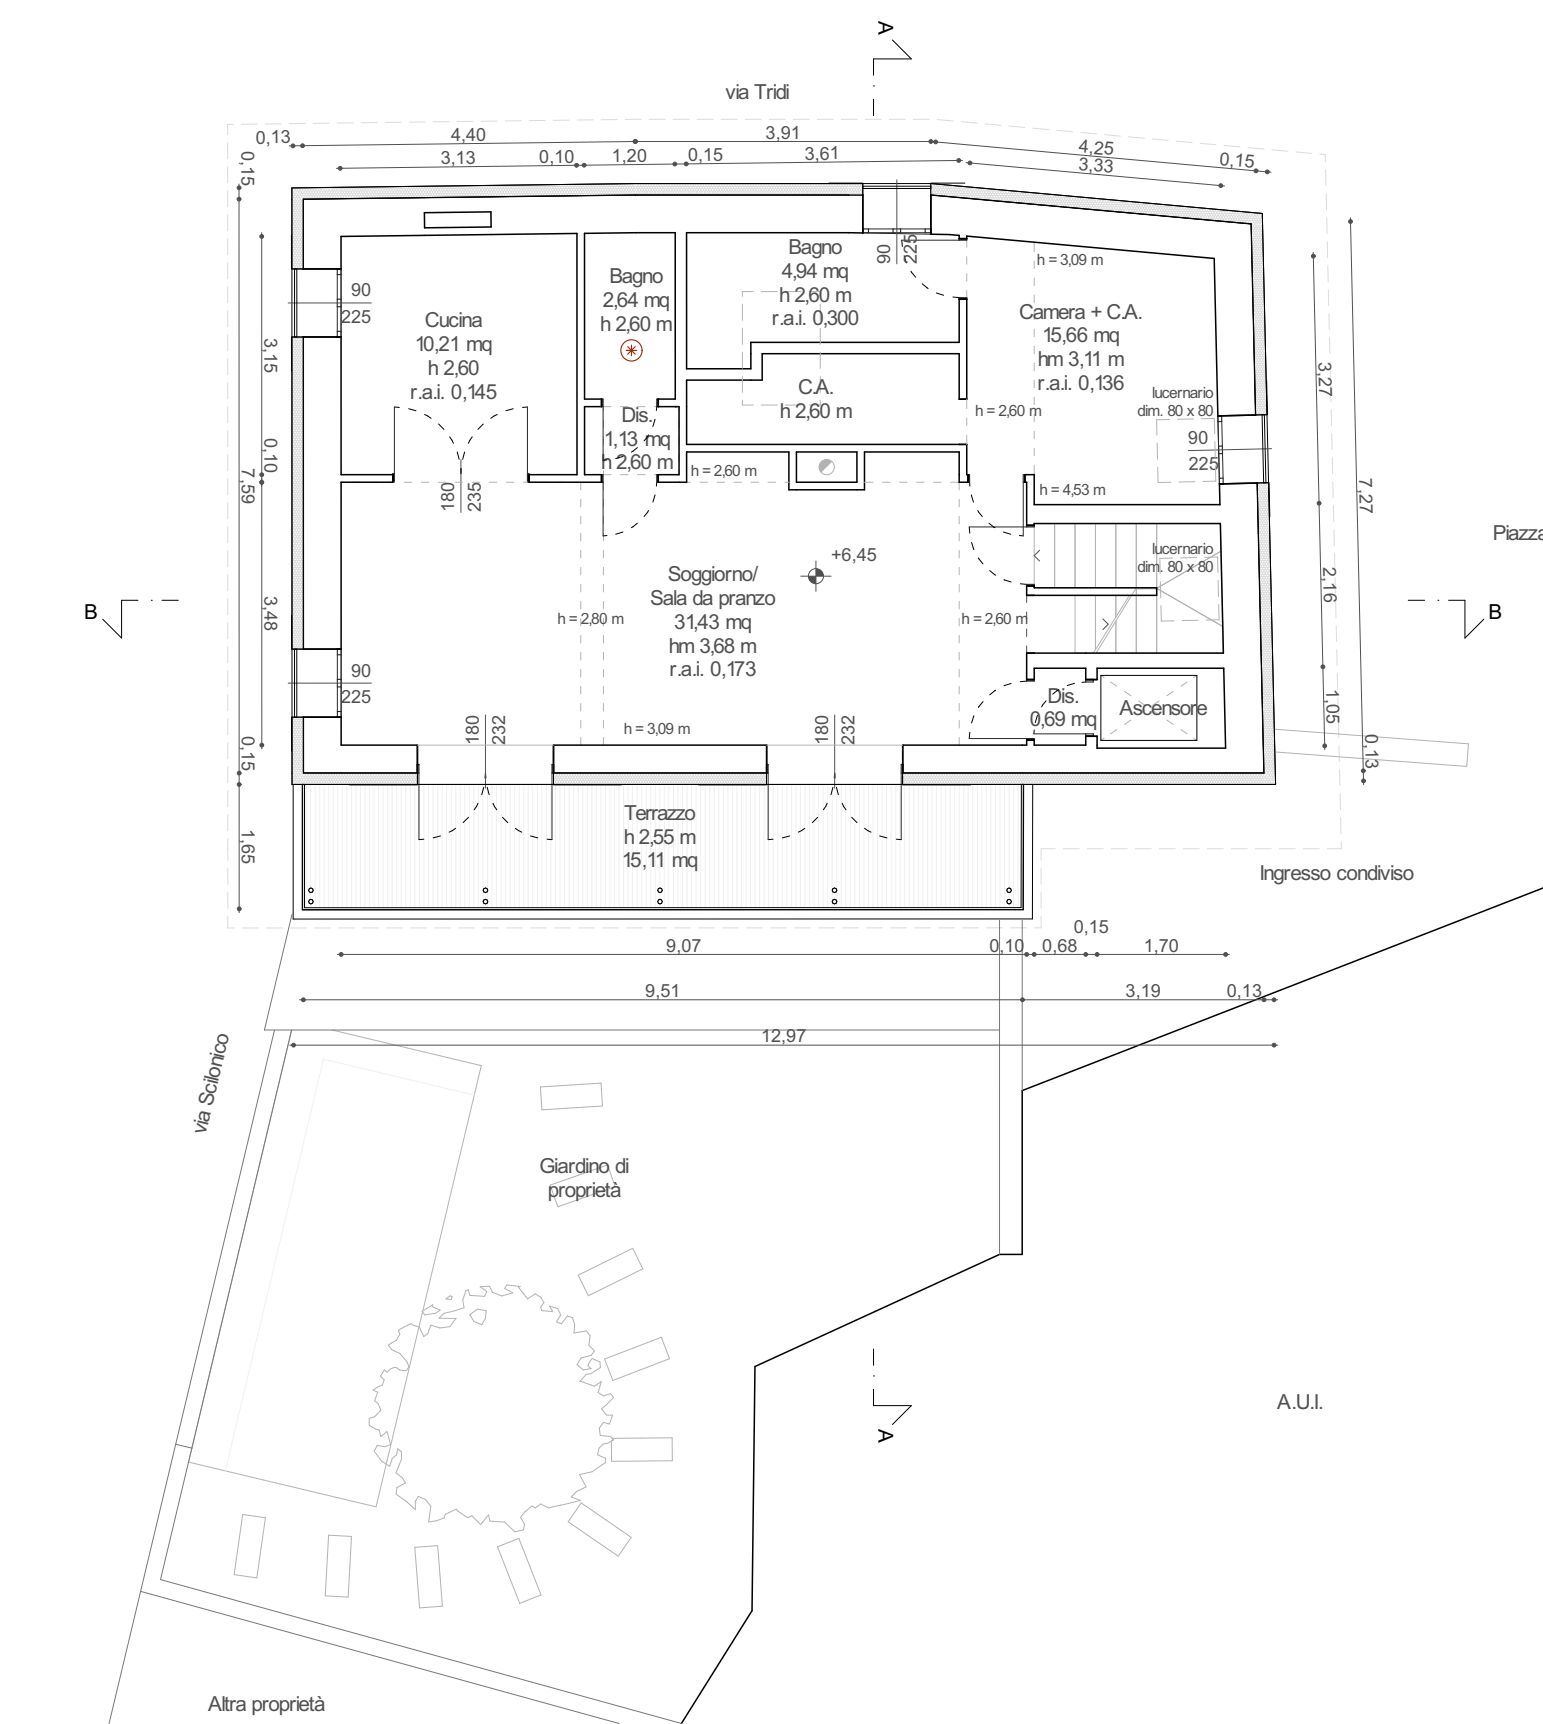 A
via Tridi
0,13
4,40
3,91
4,25
0,15
3,13
0,10
1,20
0,15
3,61
3,33
0,15
7,59
0,15
1,65
3,15
0,10
3,48
90
225
Cucina
10,21 mq
h 2,60
r.a.i. 0,145
Bagno
2,64 mq
h 2,60 m
Bagno
4,94 mq
h 2,60 m
r.a.i. 0,300
90
225
h = 3,09 m
Camera + C.A.
15,66 mq
hm 3,11 m
r.a.i. 0,136
lucernario
dim. 80 x 80
C.A.
h 2,60 m
h = 2,60 m
90
225
3,27
7,27
2,16
1,05
0,13
Dis.
1,13 mq
h 2,60 m
h = 2,60 m
h = 4,53 m
180
235
Piazza
+6,45
lucernario
dim. 80 x 80
Soggiorno/
Sala da pranzo
31,43 mq
hm 3,68 m
r.a.i. 0,173
h = 2,80 m
h = 2,60 m
B
B
90
225
Dis.
0,69 mq
Ascensore
180
232
h = 3,09 m
180
232
Terrazzo
h 2,55 m
15,11 mq
Ingresso condiviso
9,07
0,10
0,68
0,15
1,70
9,51
3,19
0,13
12,97
via Scilonico
Giardino di
proprietà
A
A.U.I.
Altra proprietà